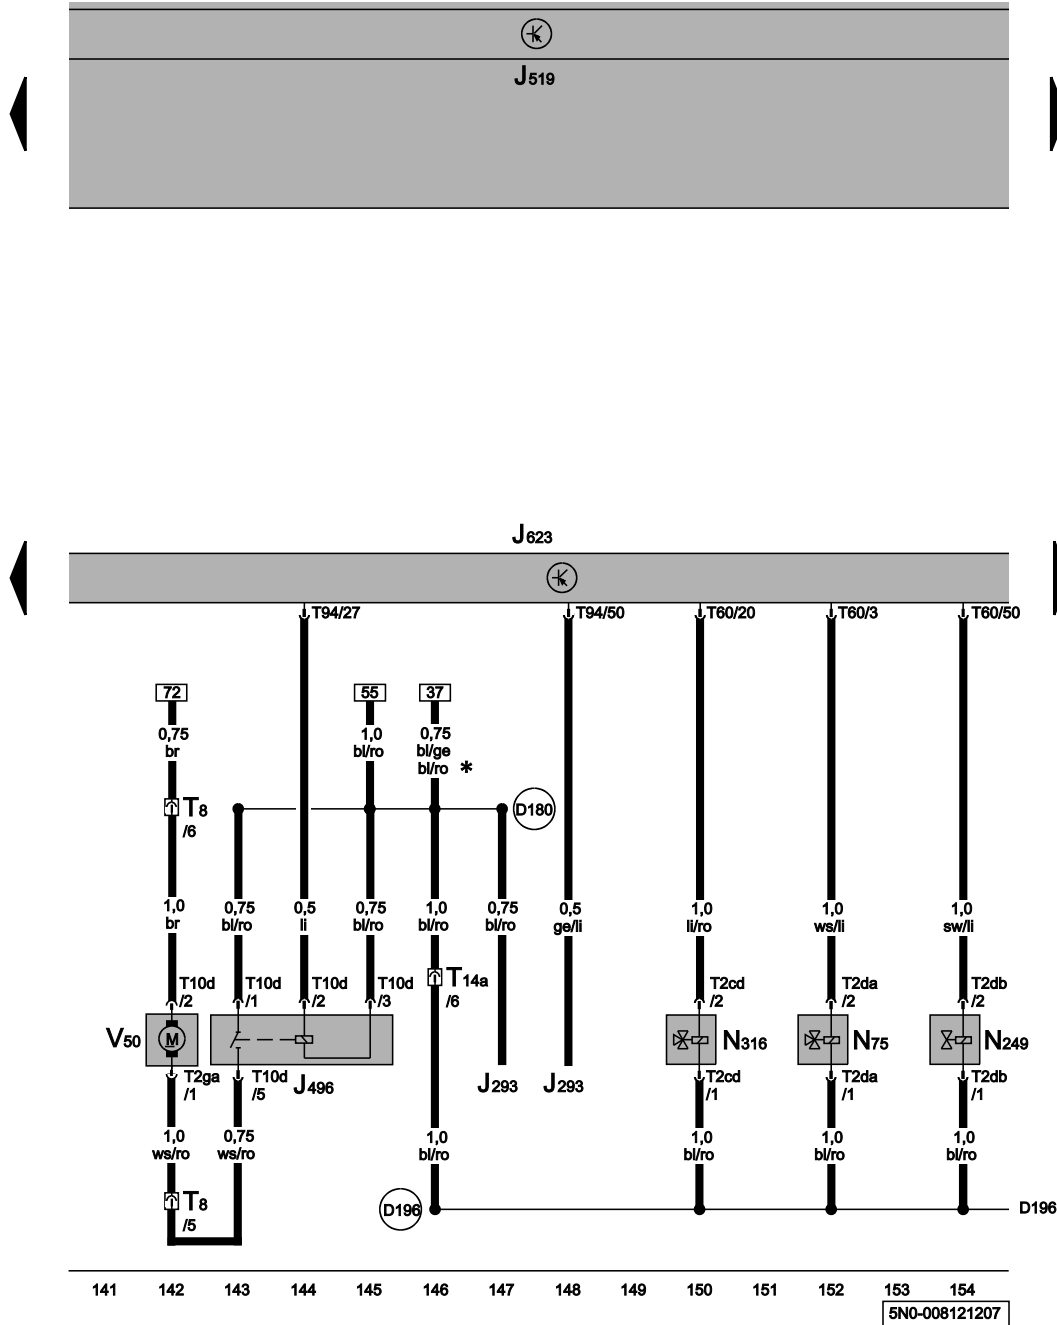 J519
J623
T94/27 T94/50 T60/20 T60/3 T60/50
72 55 37
0,75 1,0 0,75
br bl/ro bl/ge
bl/ro *
T8 D180
/6
1,0 0,75 0,5 0,75 1,0 0,75 0,5 1,0 1,0 1,0
br bl/ro li bl/ro bl/ro bl/ro ge/li li/ro ws/li sw/li
T10d T10d T10d T10d T14a T2cd T2da T2db
/2 /1 /2 /3 /6 /2 /2 /2
V50 M N316 N75 N249
T2ga T10d J496 J293 J293 T2cd T2da T2db
/1 /5 /1 /1 /1
1,0 0,75 1,0 1,0 1,0 1,0
ws/ro ws/ro bl/ro bl/ro bl/ro bl/ro
T8 D196 D196
/5
141 142 143 144 145 146 147 148 149 150 151 152 153 154
5N0-008121207